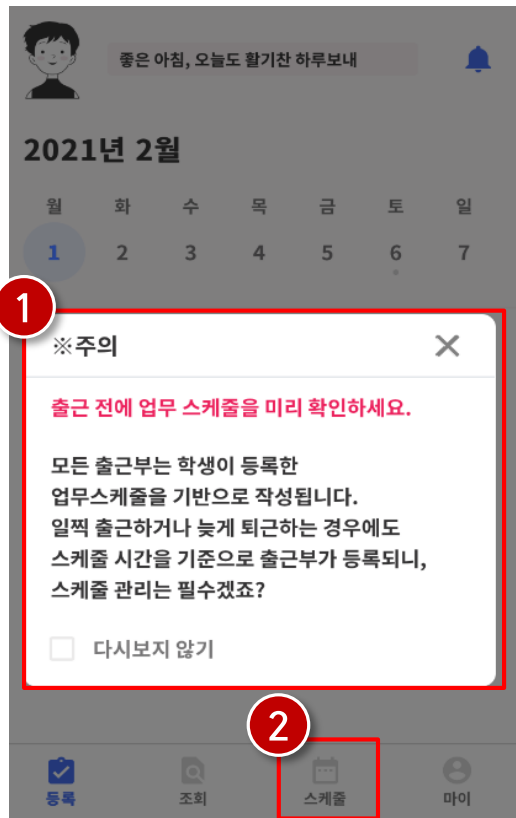 좋은 아침, 오늘도 활기찬 하루보내
2021년 2월
월 화 수 목 금 토 일
1 2 3 4 5 6 7
1
※주의
출근 전에 업무 스케줄을 미리 확인하세요.
모든 출근부는 학생이 등록한
업무스케줄을 기반으로 작성됩니다.
일찍 출근하거나 늦게 퇴근하는 경우에도
스케줄 시간을 기준으로 출근부가 등록되니,
스케줄 관리는 필수겠죠?
다시보지 않기
2
등록 조회 스케줄 마이